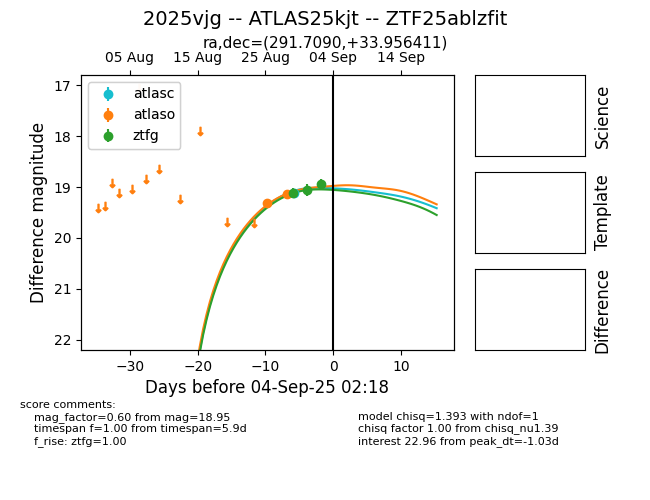 2025vjg -- ATLAS25kjt -- ZTF25ablzfit
ra,dec=(291.7090,+33.956411)
05 Aug 15 Aug 25 Aug 04 Sep 14 Sep
atlasc
atlaso
ztfg
17
18
19
20
21
22
Difference magnitude
−30 −20 −10 0 10
Days before 04-Sep-25 02:18
Science
Template
Difference
score comments:
mag_factor=0.60 from mag=18.95
timespan f=1.00 from timespan=5.9d
f_rise: ztfg=1.00
model chisq=1.393 with ndof=1
chisq factor 1.00 from chisq_nu1.39
interest 22.96 from peak_dt=-1.03d